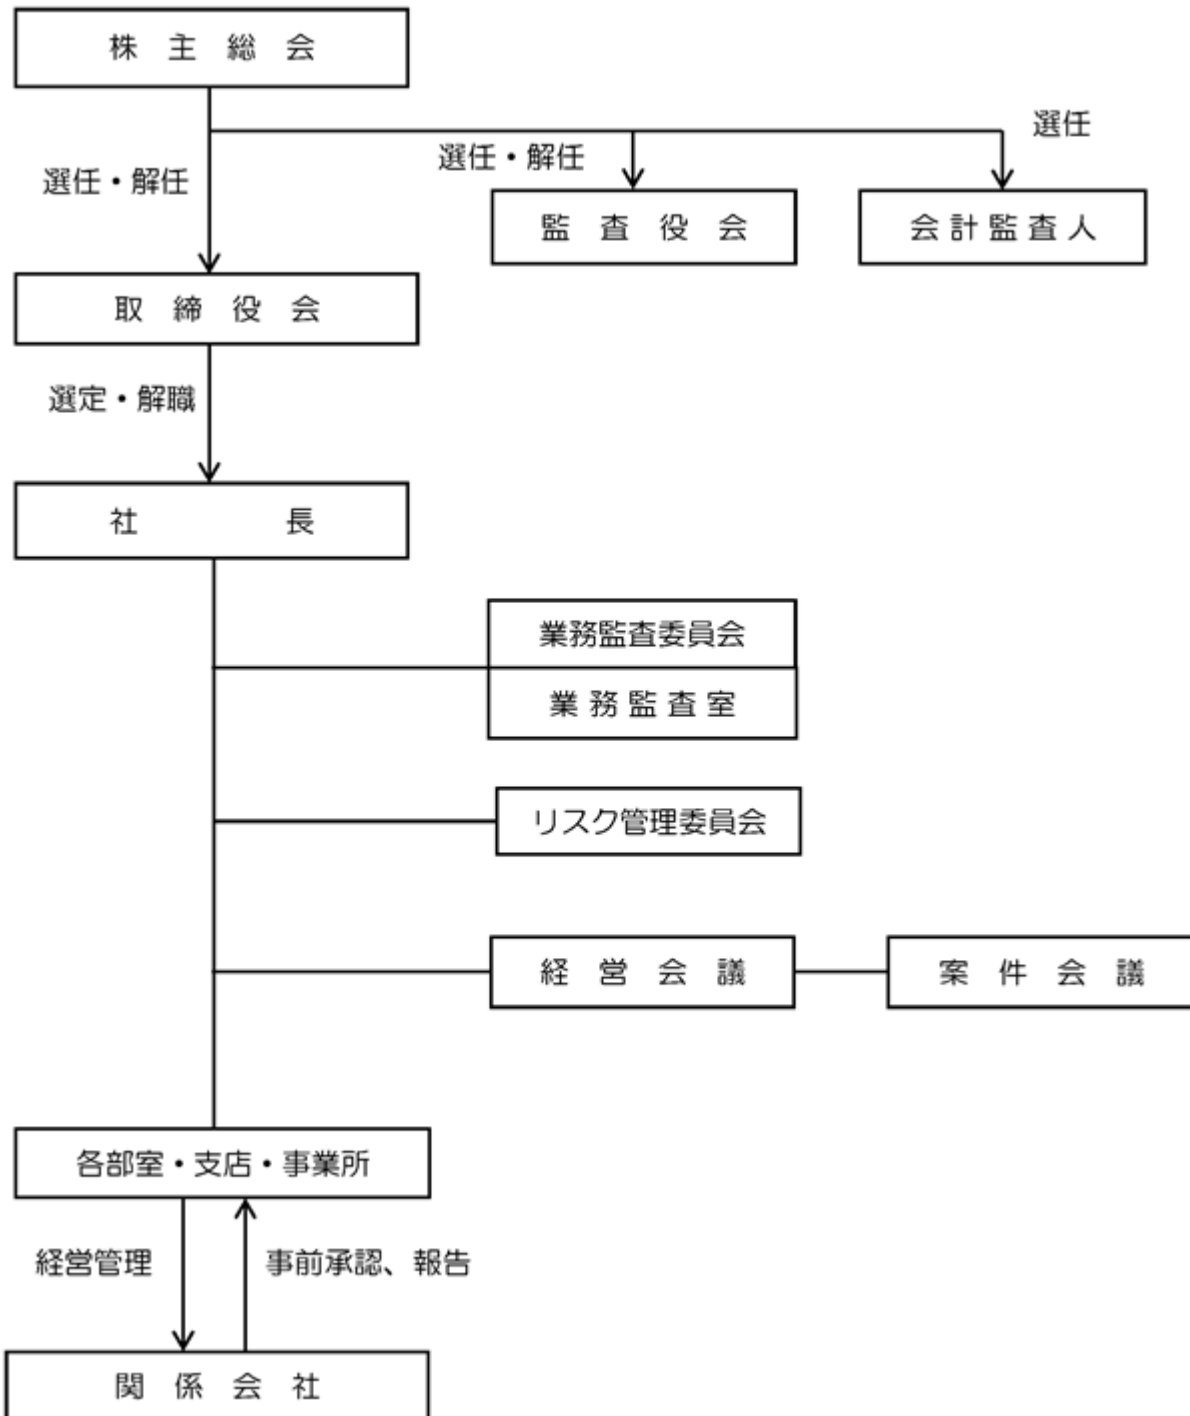 株主総会
選任
選任・解任
選任・解任
監査役会
会計監査人
取締役会
選定・解職
社長
業務監査委員会
業務監査室
リスク管理委員会
経営会議
案件会議
各部室・支店・事業所
経営管理
事前承認、報告
関係会社